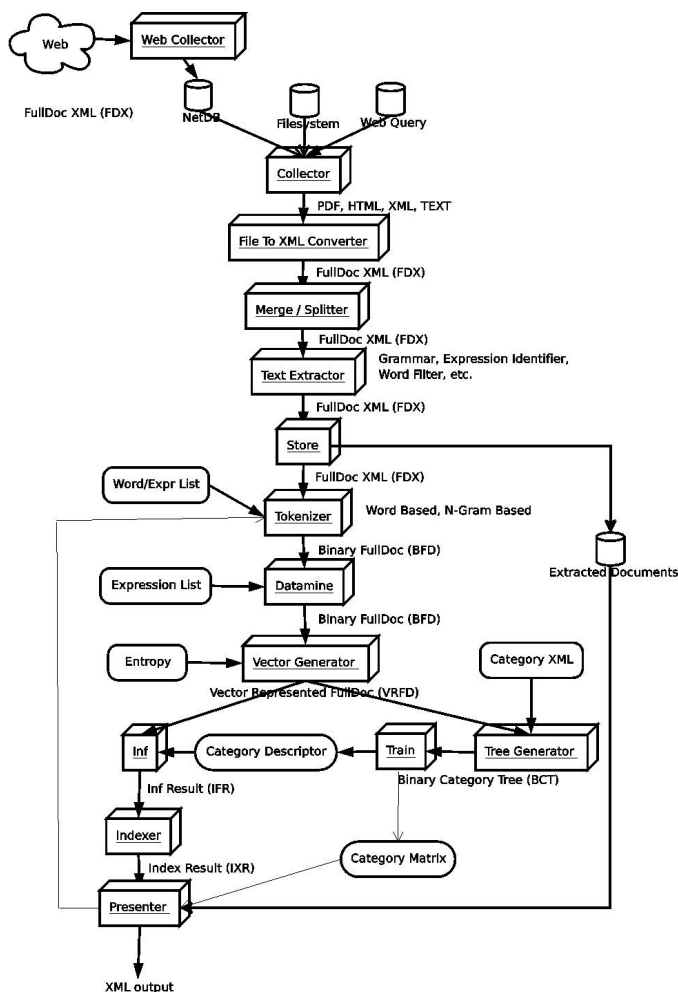 Web
Web Collector
FullDoc XML (FDX)
NetDB
Filesystem
Web Query
Collector
PDF, HTML, XML, TEXT
File To XML Converter
FullDoc XML (FDX)
Merge / Splitter
FullDoc XML (FDX)
Text Extractor
Grammar, Expression Identifier,
Word Filter, etc.
FullDoc XML (FDX)
Store
FullDoc XML (FDX)
Word/Expr List
Tokenizer
Word Based, N-Gram Based
Binary FullDoc (BFD)
Extracted Documents
Expression List
Datamine
Binary FullDoc (BFD)
Entropy
Vector Generator
Category XML
Vector Represented FullDoc (VRFD)
Inf
Category Descriptor
Train
Tree Generator
Binary Category Tree (BCT)
Inf Result (IFR)
Indexer
Category Matrix
Index Result (IXR)
Presenter
XML output